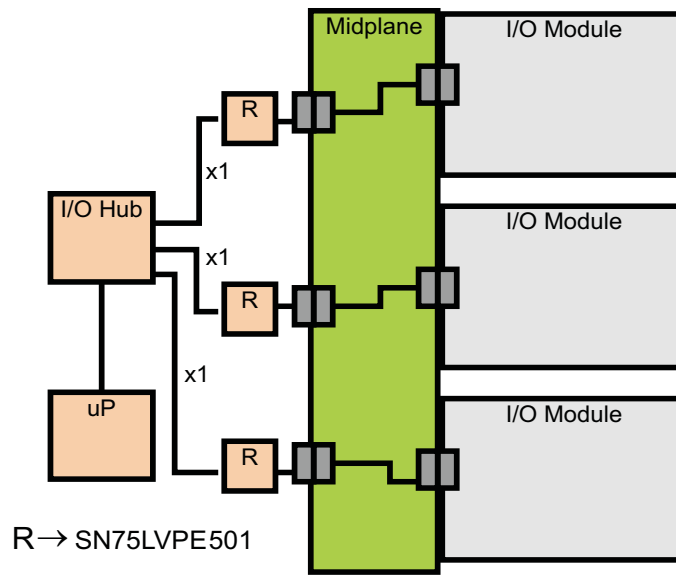 Midplane
I/O Module
R
x1
I/O Hub
I/O Module
x1
R
x1
uP
I/O Module
R
R→ SN75LVPE501